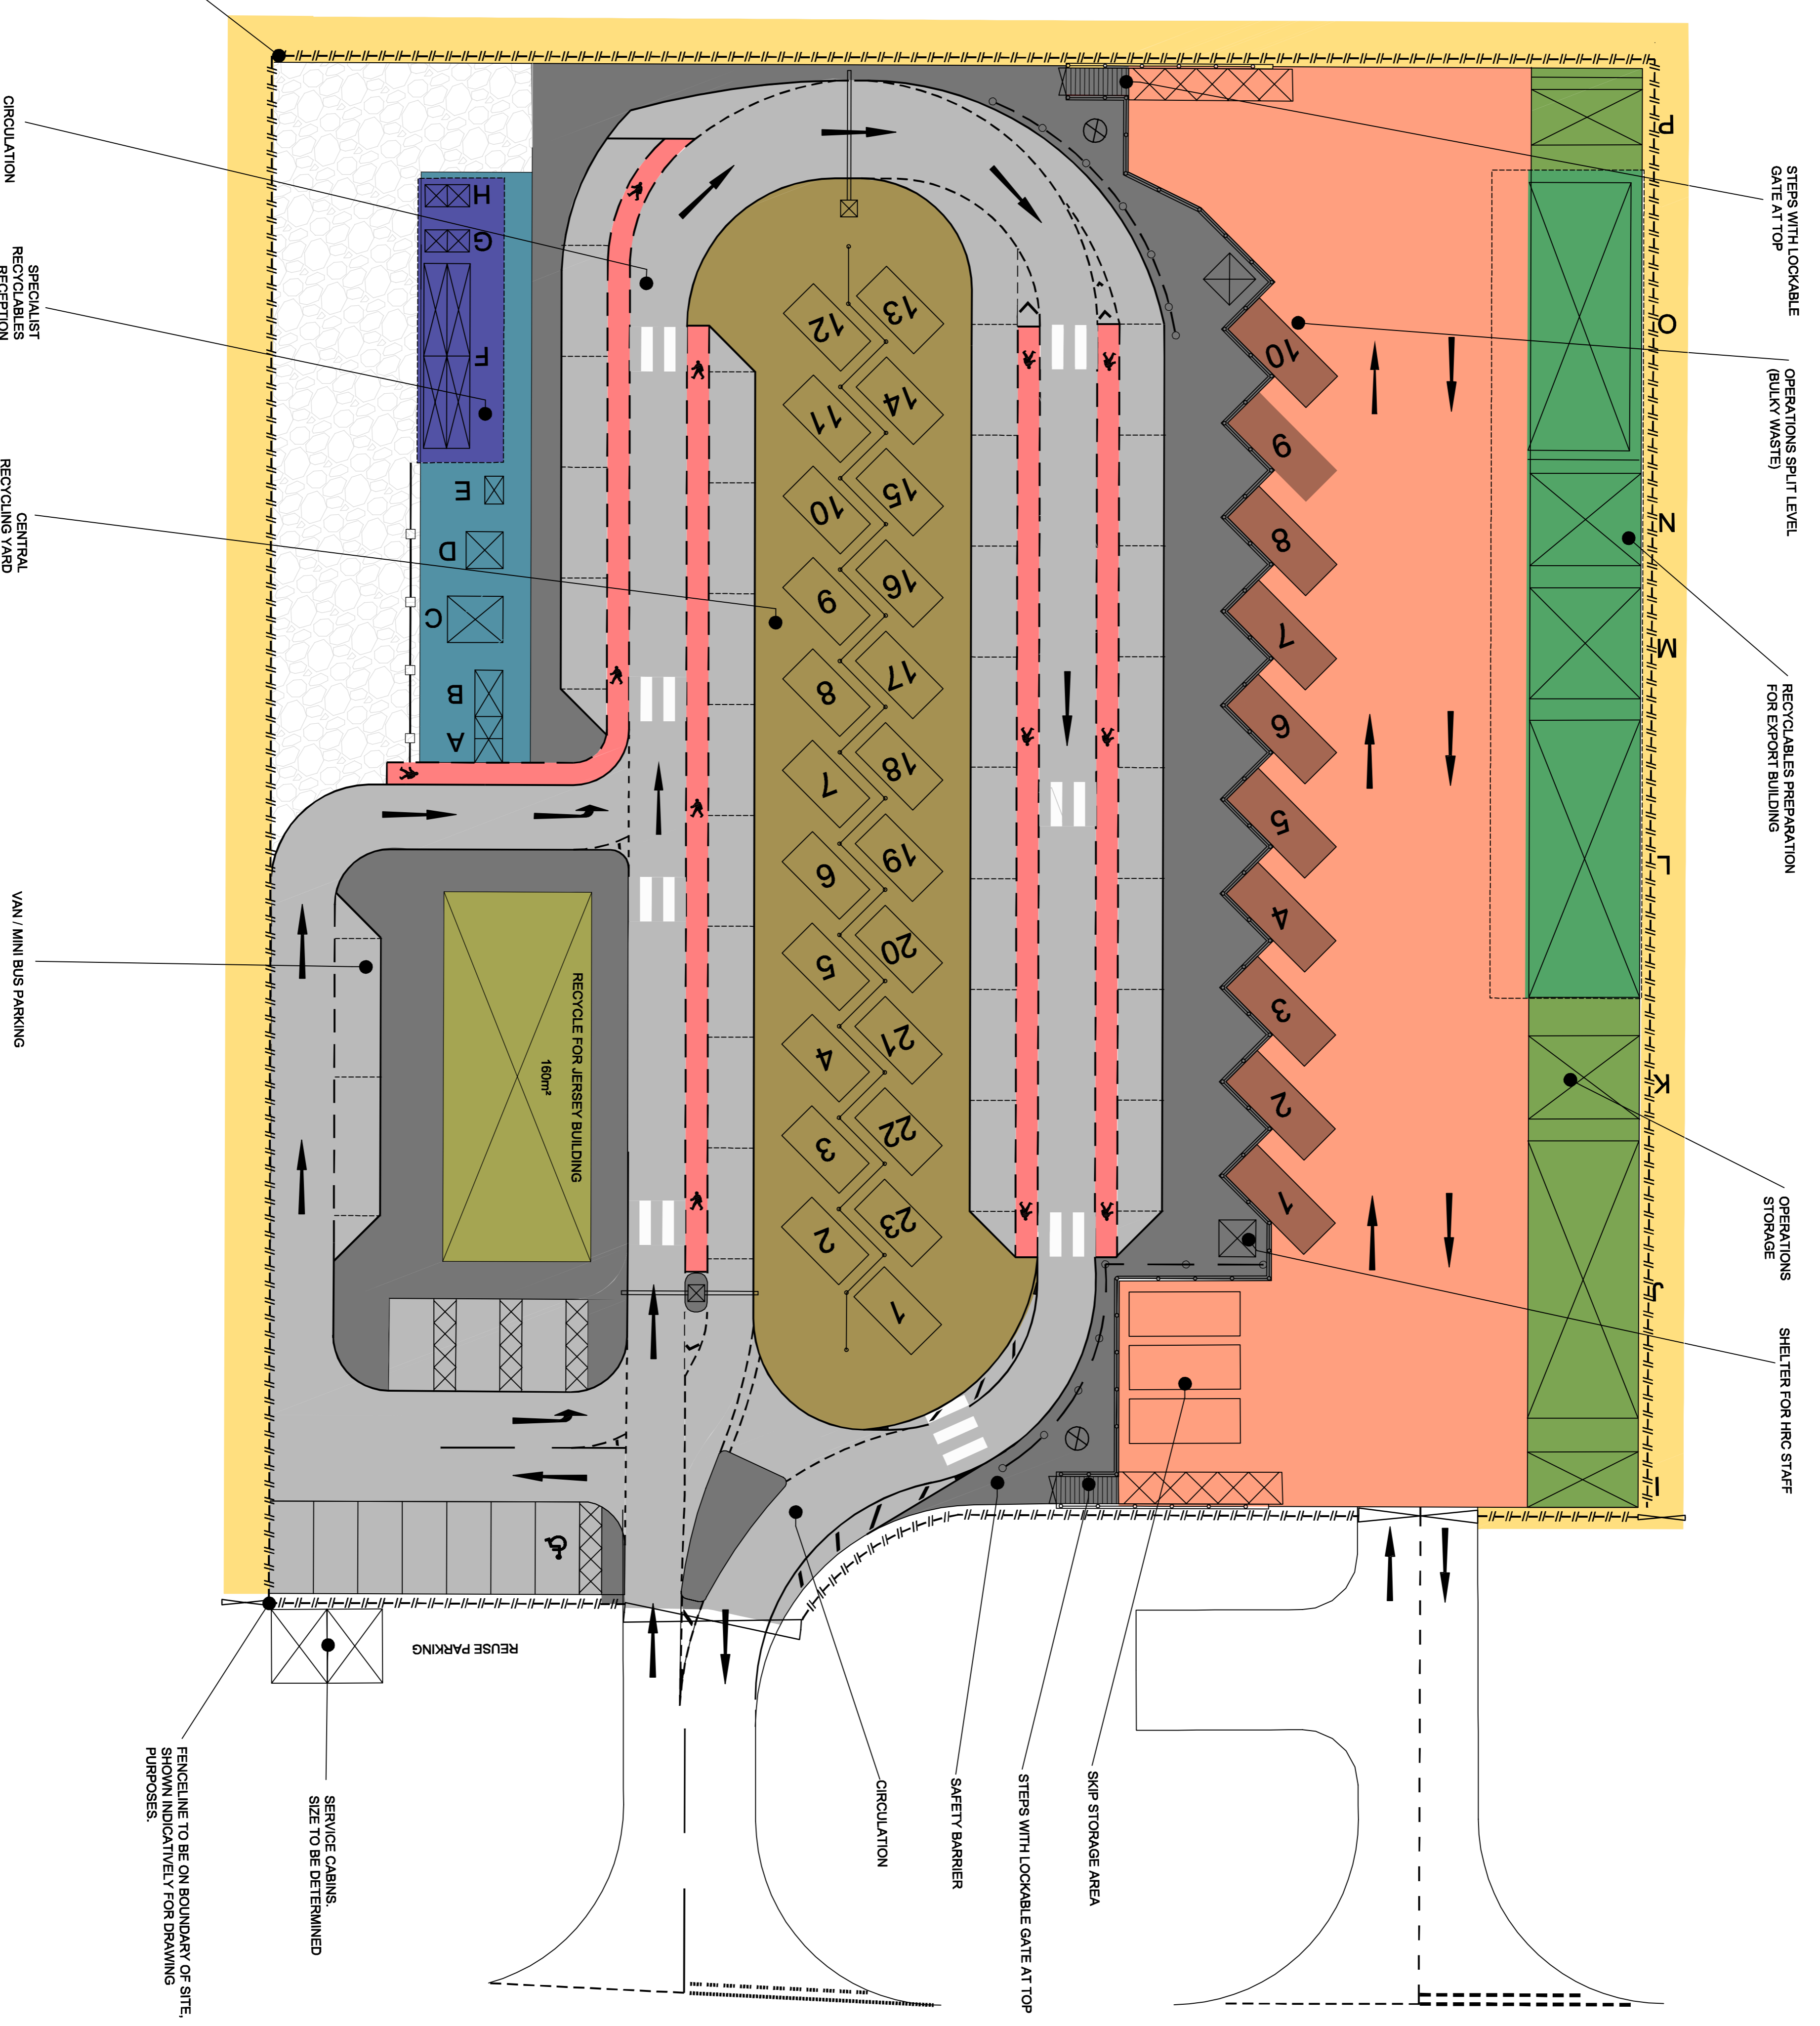 STEPS WITH LOCKABLE
GATE AT TOP
OPERATIONS SPLIT LEVEL
(BULKY WASTE)
RECYCLABLES PREPARATION
FOR EXPORT BUILDING
OPERATIONS
STORAGE
SHELTER FOR HRC STAFF
P
O
N
M
L
K
J
I
10
9
8
7
6
5
4
3
2
1
13
14
15
16
17
18
19
20
21
22
23
12
11
10
9
8
7
6
5
4
3
2
1
H
G
F
E
D
C
B
A
RECYCLE FOR JERSEY BUILDING
160m²
REUSE PARKING
CIRCULATION
SPECIALIST
RECYCLABLES
RECEPTION
CENTRAL
RECYCLING YARD
VAN / MINI BUS PARKING
SKIP STORAGE AREA
STEPS WITH LOCKABLE GATE AT TOP
SAFETY BARRIER
CIRCULATION
SERVICE CABINS.
SIZE TO BE DETERMINED
FENCELINE TO BE ON BOUNDARY OF SITE,
SHOWN INDICATIVELY FOR DRAWING
PURPOSES.